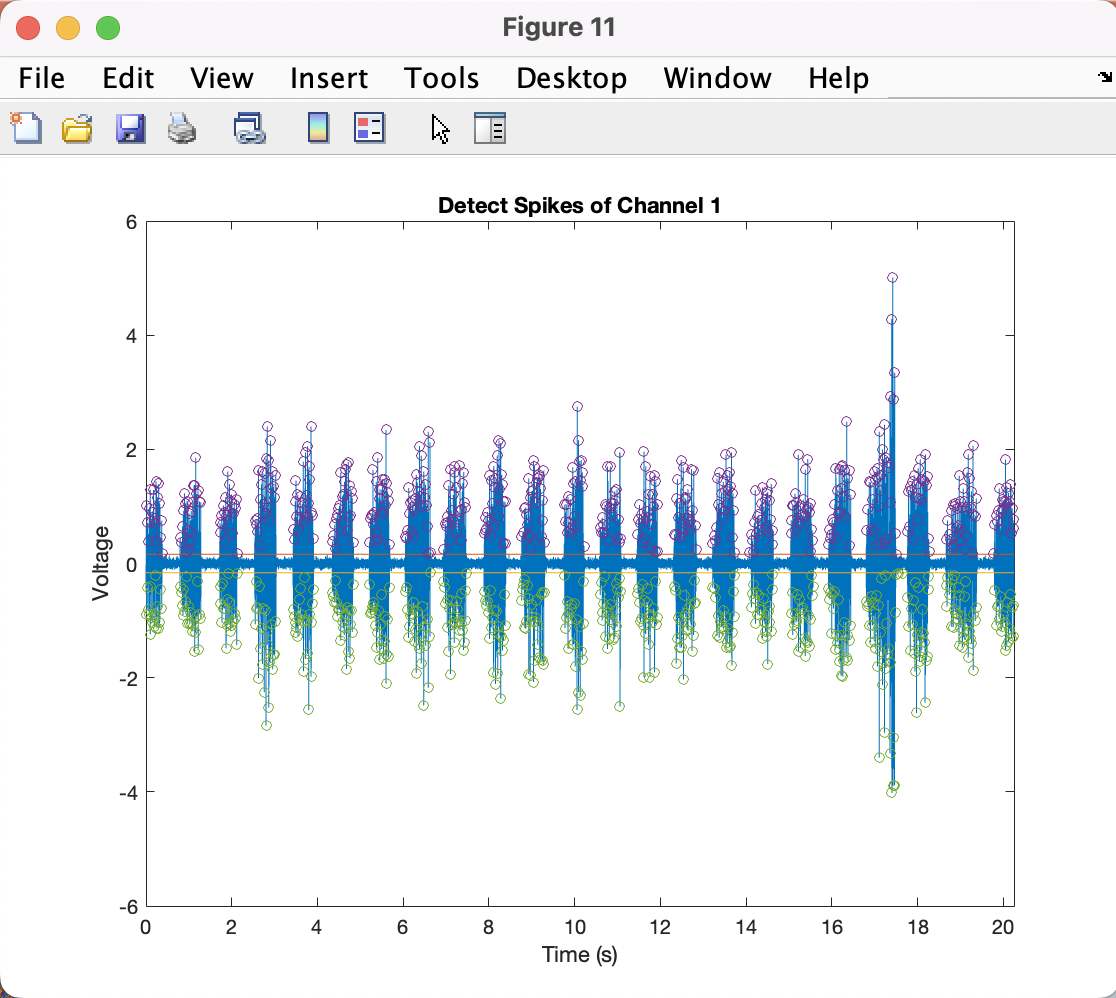 Figure 11
File Edit View Insert Tools Desktop Window Help
Detect Spikes of Channel 1
6
4
2
0
-2
-4
-6
Voltage
0 2 4 6 8 10 12 14 16 18 20
Time (s)